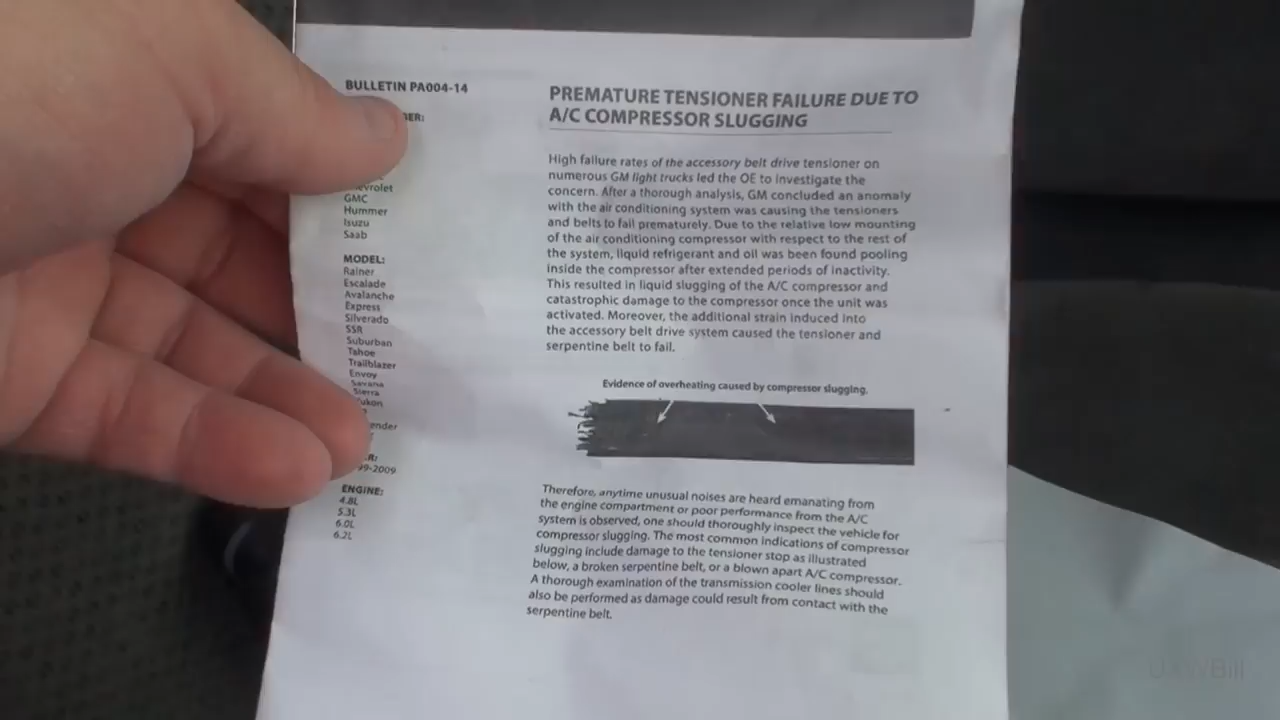 BULLETIN PA004-14
Chevrolet
GMC
Hummer
Isuzu
Saab
MODEL:
Rainer
Escalade
Avalanche
Express
Silverado
SSR
Suburban
Tahoe
Trailblazer
Envoy
Savana
Sierra
Yukon
ENGINE:
4.8L
5.3L
6.0L
6.2L
PREMATURE TENSIONER FAILURE DUE TO
A/C COMPRESSOR SLUGGING
High failure rates of the accessory belt drive tensioner on
numerous GM light trucks led the OE to investigate the
concern. After a thorough analysis, GM concluded an anomaly
with the air conditioning system was causing the tensioners
and belts to fail prematurely. Due to the relative low mounting
of the air conditioning compressor with respect to the rest of
the system, liquid refrigerant and oil was been found pooling
inside the compressor after extended periods of inactivity.
This resulted in liquid slugging of the A/C compressor and
catastrophic damage to the compressor once the unit was
activated. Moreover, the additional strain induced into
the accessory belt drive system caused the tensioner and
serpentine belt to fail.
Evidence of overheating caused by compressor slugging.
Therefore, anytime unusual noises are heard emanating from
the engine compartment or poor performance from the A/C
system is observed, one should thoroughly inspect the vehicle for
compressor slugging. The most common indications of compressor
slugging include damage to the tensioner stop as illustrated
below, a broken serpentine belt, or a blown apart A/C compressor.
A thorough examination of the transmission cooler lines should
also be performed as damage could result from contact with the
serpentine belt.